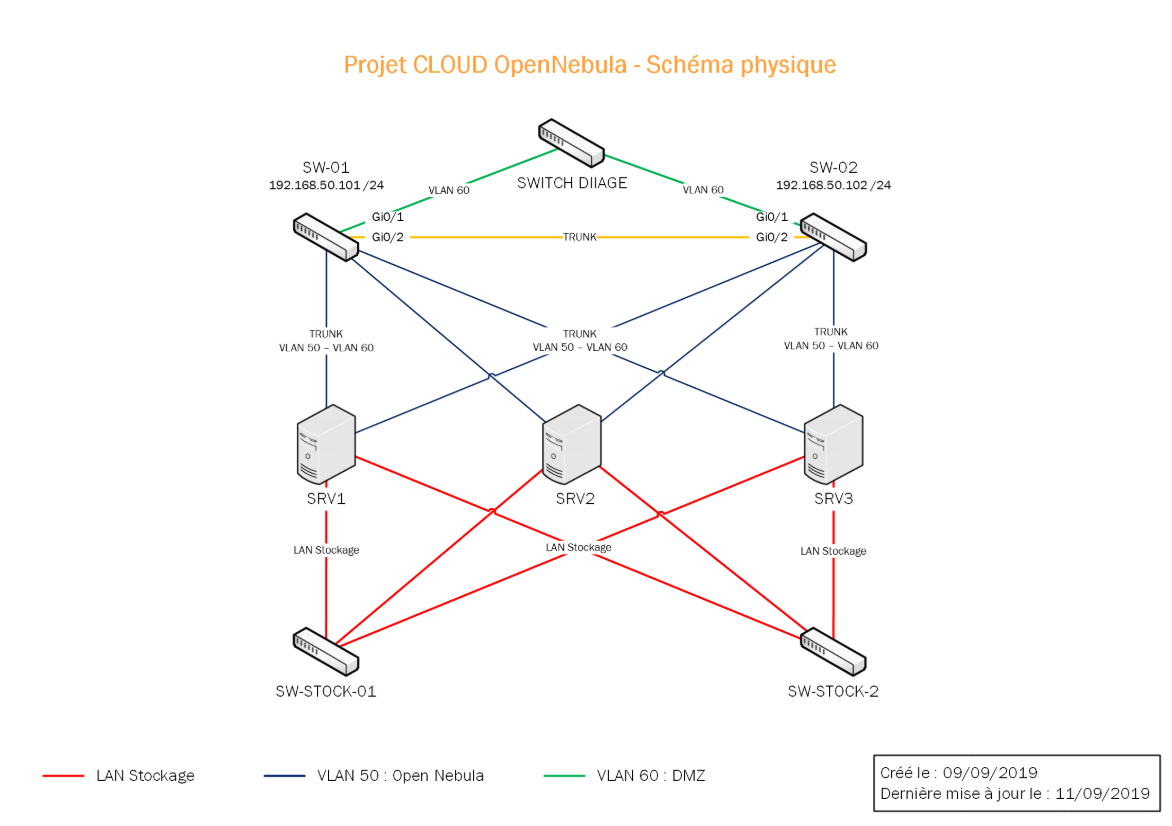 Projet CLOUD OpenNebula - Schéma physique
SWITCH DIIAGE
SW-01
192.168.50.101 /24
SW-02
192.168.50.102 /24
VLAN 60
VLAN 60
Gi0/1
Gi0/1
Gi0/2
TRUNK
Gi0/2
TRUNK
VLAN 50 – VLAN 60
TRUNK
VLAN 50 – VLAN 60
TRUNK
VLAN 50 – VLAN 60
SRV1
SRV2
SRV3
LAN Stockage
LAN Stockage
LAN Stockage
SW-STOCK-01
SW-STOCK-2
LAN Stockage
VLAN 50 : Open Nebula
VLAN 60 : DMZ
Créé le : 09/09/2019
Dernière mise à jour le : 11/09/2019